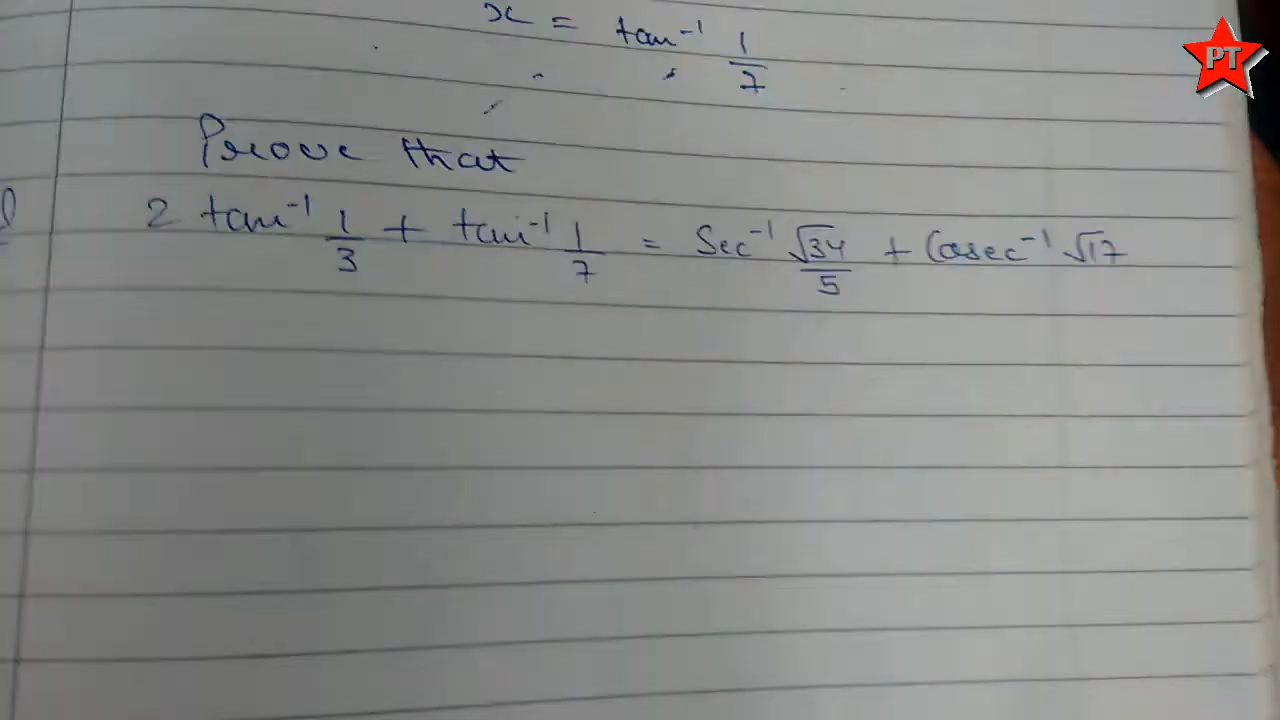 x = tan⁻¹ 1/7
PT
Prove that
2 tan⁻¹ 1/3 + tan⁻¹ 1/7 = Sec⁻¹ √34/5 + Cosec⁻¹ √17